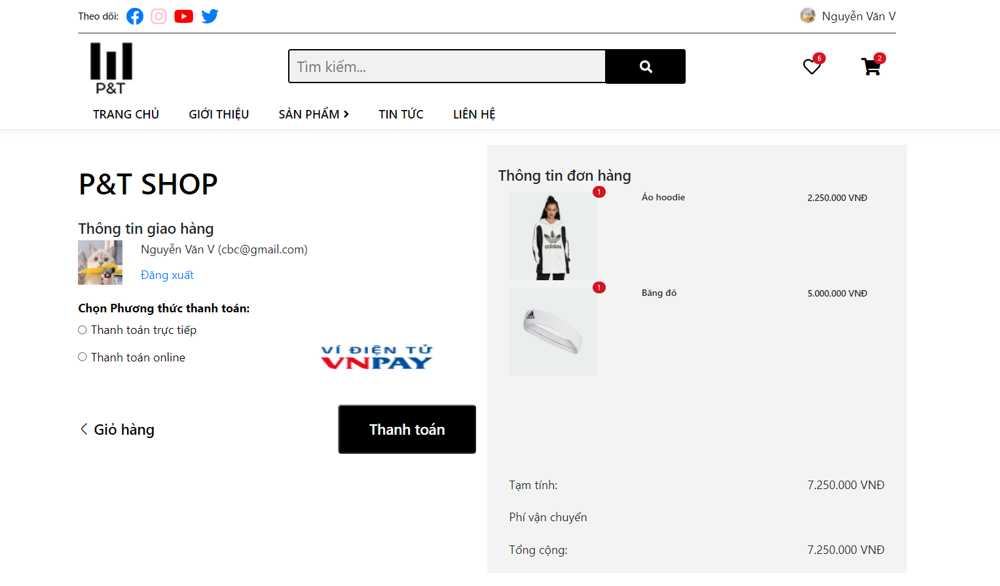 Theo dõi:
Nguyễn Văn V
P&T
Tìm kiếm...
6
2
TRANG CHỦ GIỚI THIỆU SẢN PHẨM TIN TỨC LIÊN HỆ
P&T SHOP
Thông tin giao hàng
Nguyễn Văn V (cbc@gmail.com)
Đăng xuất
Chọn Phương thức thanh toán:
Thanh toán trực tiếp
Thanh toán online
VÍ ĐIỆN TỬ
VNPAY
Giỏ hàng
Thanh toán
Thông tin đơn hàng
1
Áo hoodie 2.250.000 VNĐ
adidas
1
Băng đô 5.000.000 VNĐ
Tạm tính: 7.250.000 VNĐ
Phí vận chuyển
Tổng cộng: 7.250.000 VNĐ